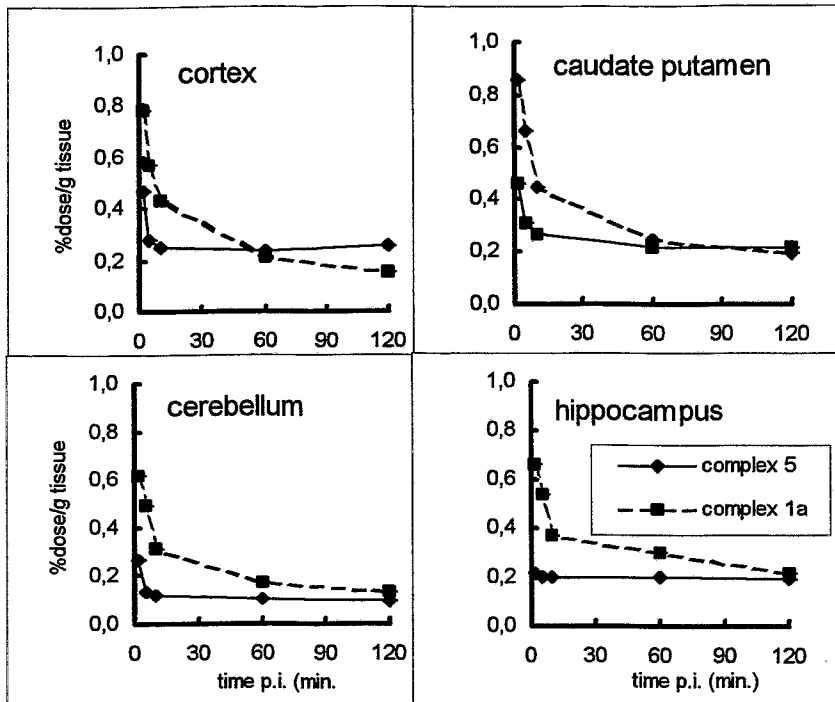 cortex
%dose/g tissue
1,0
0,8
0,6
0,4
0,2
0,0
0 30 60 90 120
caudate putamen
1,0
0,8
0,6
0,4
0,2
0,0
0 30 60 90 120
cerebellum
%dose/g tissue
1,0
0,8
0,6
0,4
0,2
0,0
0 30 60 90 120
time p.i. (min.
hippocampus
1,0
0,8
0,6
0,4
0,2
0,0
complex 5
complex 1a
0 30 60 90 120
time p.i. (min.)